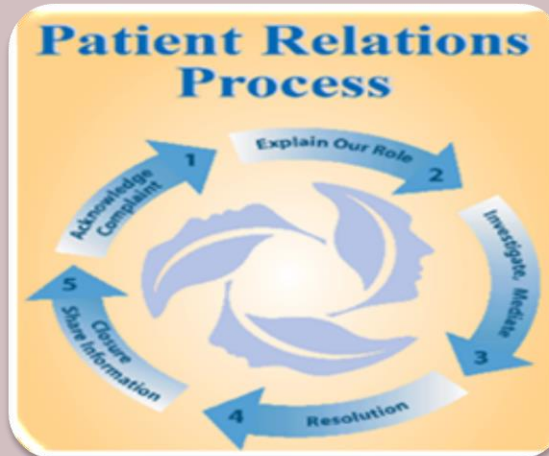 Patient Relations
Process
1
Acknowledge
Complaint
Explain Our Role
2
Investigate, Mediate
3
Resolution
4
Closure
Share Information
5